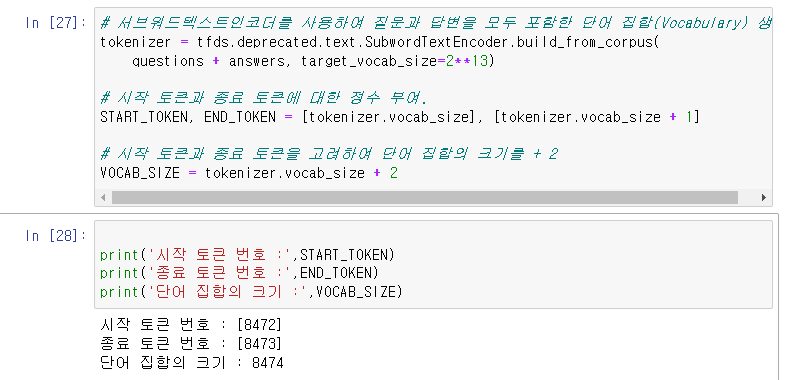 In [27]:
# 서브워드텍스트인코더를 사용하여 질문과 답변을 모두 포함한 단어 집합(Vocabulary) 생
tokenizer = tfds.deprecated.text.SubwordTextEncoder.build_from_corpus(
    questions + answers, target_vocab_size=2**13)
# 시작 토큰과 종료 토큰에 대한 정수 부여.
START_TOKEN, END_TOKEN = [tokenizer.vocab_size], [tokenizer.vocab_size + 1]
# 시작 토큰과 종료 토큰을 고려하여 단어 집합의 크기를 + 2
VOCAB_SIZE = tokenizer.vocab_size + 2
In [28]:
print('시작 토큰 번호 :',START_TOKEN)
print('종료 토큰 번호 :',END_TOKEN)
print('단어 집합의 크기 :',VOCAB_SIZE)
시작 토큰 번호 : [8472]
종료 토큰 번호 : [8473]
단어 집합의 크기 : 8474